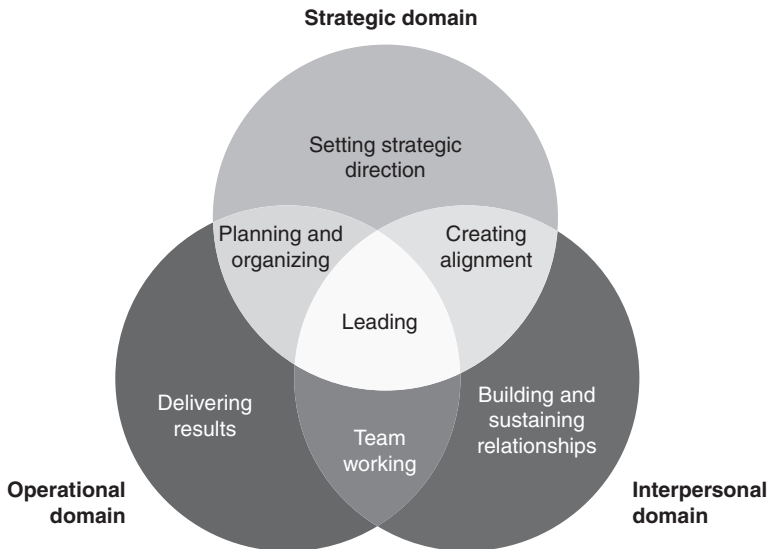 Strategic domain
Setting strategic
direction
Planning and
organizing
Creating
alignment
Leading
Delivering
results
Team
working
Building and
sustaining
relationships
Operational
domain
Interpersonal
domain